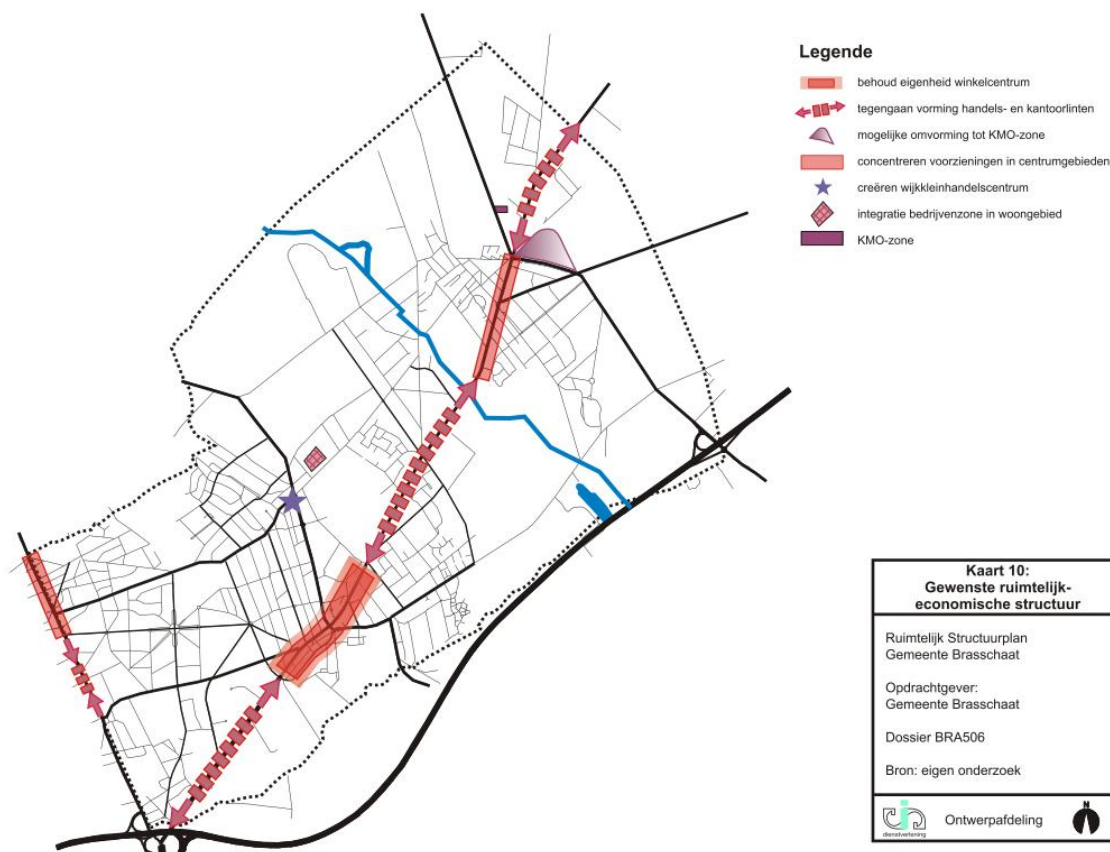 Legende
behoud eigenheid winkelcentrum
tegengaan vorming handels- en kantoorlinten
mogelijke omvorming tot KMO-zone
concentreren voorzieningen in centrumgebieden
creëren wijkkleinhandelscentrum
integratie bedrijvenzone in woongebied
KMO-zone
Kaart 10:
Gewenste ruimtelijk-
economische structuur
Ruimtelijk Structuurplan
Gemeente Brasschaat
Opdrachtgever:
Gemeente Brasschaat
Dossier BRA506
Bron: eigen onderzoek
dienstverlening
Ontwerpafdeling
N